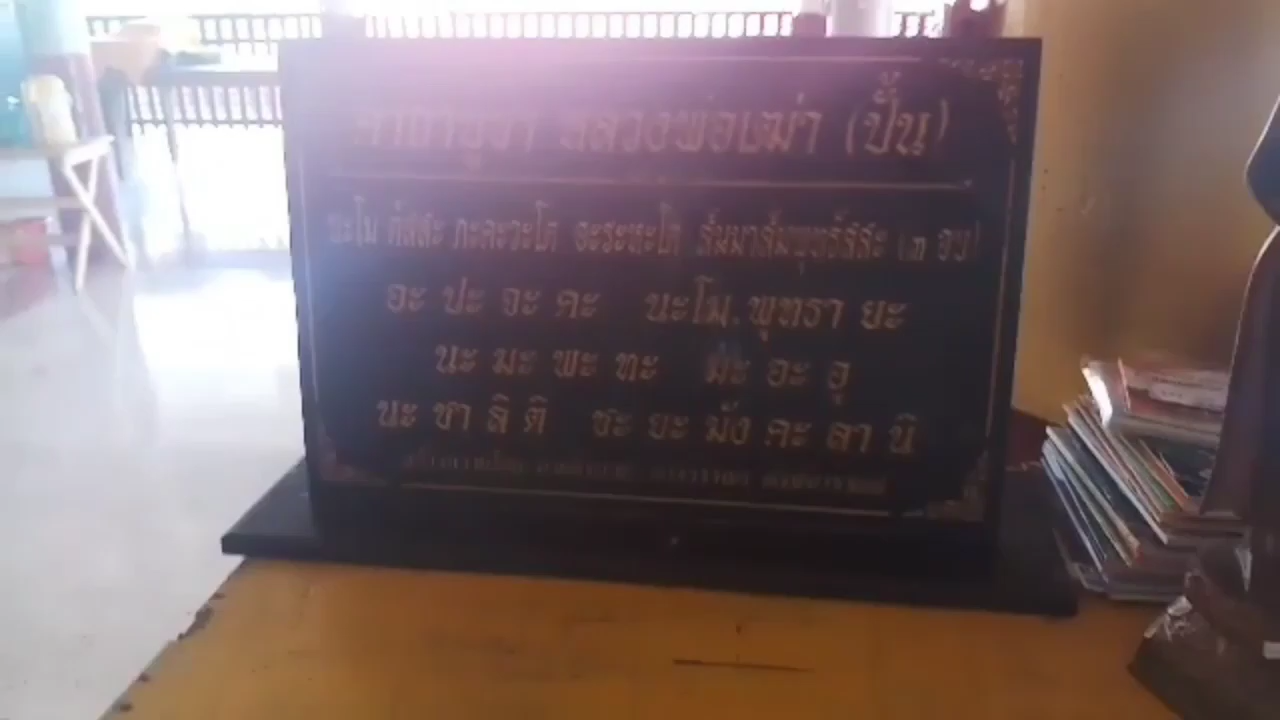 คาถาบูชา หลวงพ่อเฒ่า (ปั้น)
นะโม ตัสสะ ภะคะวะโต อะระหะโต สัมมาสัมพุทธัสสะ (๓ จบ)
อะ ปะ จะ คะ นะโม พุทธา ยะ
นะ มะ พะ ทะ มะ อะ อุ
นะ ชา ลิ ติ ชะ ยะ มัง คะ ลา นิ